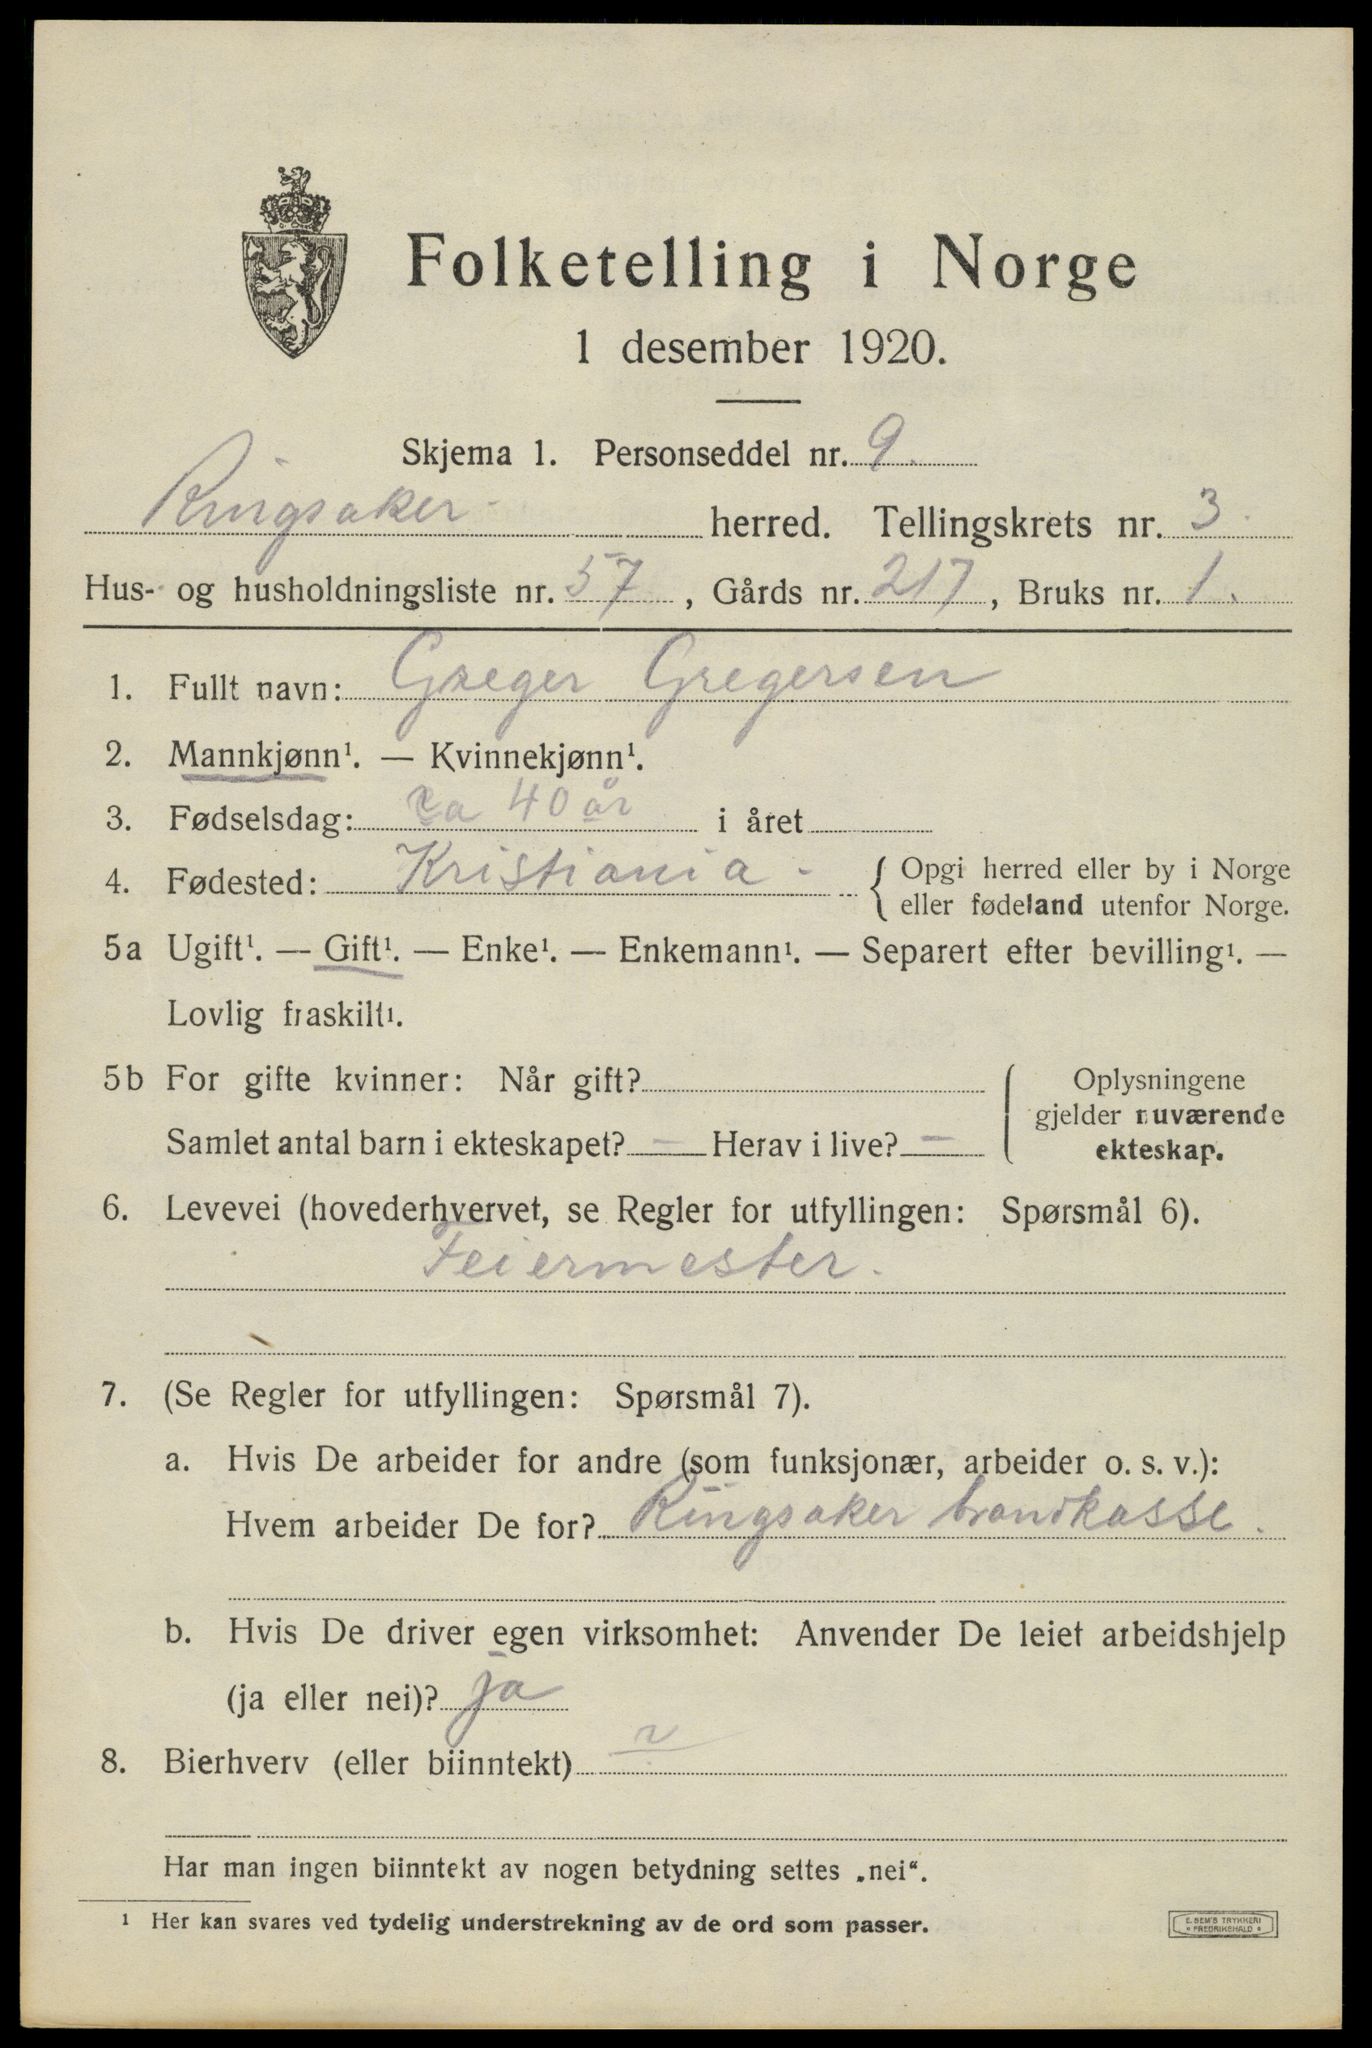 Folketelling i Norge
1 desember 1920.
Skjema 1. Personseddel nr. 9.
Ringsaker herred. Tellingskrets nr. 3.
Hus- og husholdningsliste nr. 57, Gårds nr. 217, Bruks nr. 1.
1. Fullt navn: Greger Gregersen
2. Mannkjønn¹. — Kvinnekjønn¹.
3. Fødselsdag: ca 40 år i året
4. Fødested: Kristiania - { Opgi herred eller by i Norge
eller fødeland utenfor Norge.
5a Ugift¹. — Gift¹. — Enke¹. — Enkemann¹. — Separert efter bevilling¹. —
Lovlig fraskilt¹.
5b For gifte kvinner: Når gift?
Samlet antal barn i ekteskapet? — Herav i live? —
Oplysningene
gjelder nuværende
ekteskap.
6. Levevei (hovederhvervet, se Regler for utfyllingen: Spørsmål 6).
Feiermester.
7. (Se Regler for utfyllingen: Spørsmål 7).
a. Hvis De arbeider for andre (som funksjonær, arbeider o. s. v.):
Hvem arbeider De for? Ringsaker brandkasse.
b. Hvis De driver egen virksomhet: Anvender De leiet arbeidshjelp
(ja eller nei)? ja
8. Bierhverv (eller biinntekt)
Har man ingen biinntekt av nogen betydning settes „nei“.
¹ Her kan svares ved tydelig understrekning av de ord som passer.
E. SEM'S TRYKKERI
FREDRIKSHALD